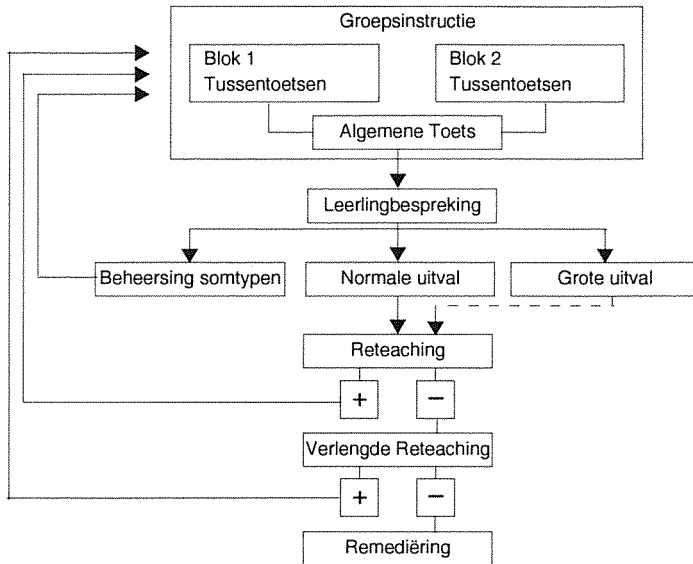 Groepsinstructie
Blok 1
Tussentoetsen
Blok 2
Tussentoetsen
Algemene Toets
Leerlingbespreking
Beheersing somtypen
Normale uitval
Grote uitval
Reteaching
+
−
Verlengde Reteaching
+
−
Remediëring